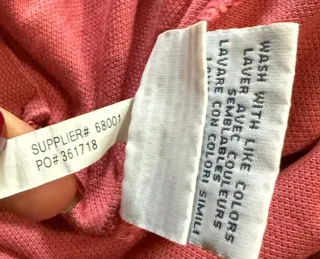 SUPPLIER# 68001
PO# 361718
WASH WITH LIKE COLORS
LAVER AVEC COULEURS
SEMBLABLES
LAVARE CON COLORI SIMILI